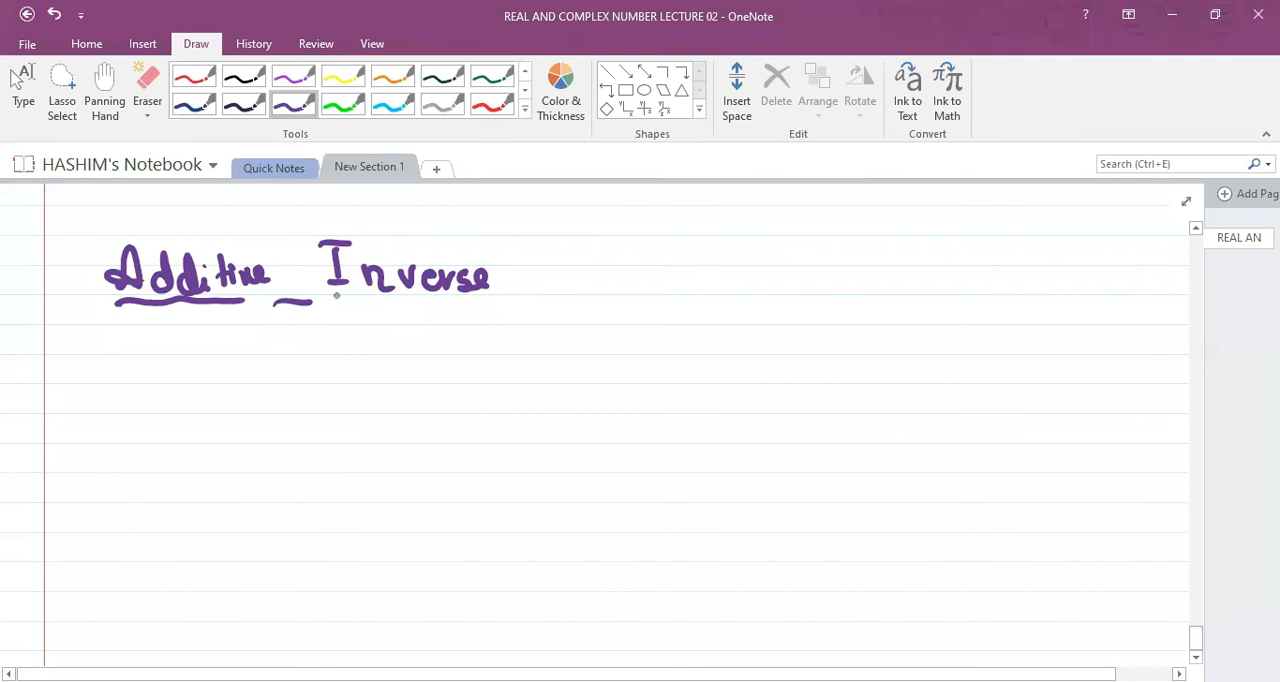 REAL AND COMPLEX NUMBER LECTURE 02 - OneNote
File Home Insert Draw History Review View
Type
Lasso Select
Panning Hand
Eraser
Color & Thickness
Insert Space
Delete
Arrange
Rotate
Ink to Text
Ink to Math
Tools
Shapes
Edit
Convert
HASHIM's Notebook
Quick Notes
New Section 1
Search (Ctrl+E)
Add Pag
REAL AN
Additive Inverse